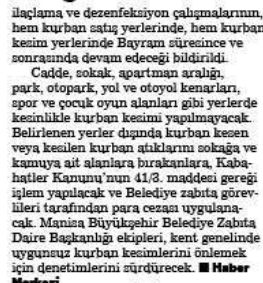 ilaçlama ve dezenfeksiyon çalışmalarının,
hem kurban satış yerlerinde, hem kurban
kesim yerlerinde Bayram süresince ve
sonrasında devam edeceği bildirildi.
Cadde, sokak, apartman aralığı,
park, otopark, yol ve otoyol kenarları,
spor ve çocuk oyun alanları gibi yerlerde
kesinlikle kurban kesimi yapılmayacak.
Belirlenen yerler dışında kurban kesen
veya kesilen kurban atıklarını sokağa ve
kamuya ait alanlara bırakanlara, Kaba-
hatler Kanunu'nun 41/3. maddesi gereği
işlem yapılacak ve Belediye zabıta görev-
lileri tarafından para cezası uygulana-
cak. Manisa Büyükşehir Belediye Zabıta
Daire Başkanlığı ekipleri, kent genelinde
uygunsuz kurban kesimlerini önlemek
için denetimlerini sürdürecek. ■ Haber
Merkezi